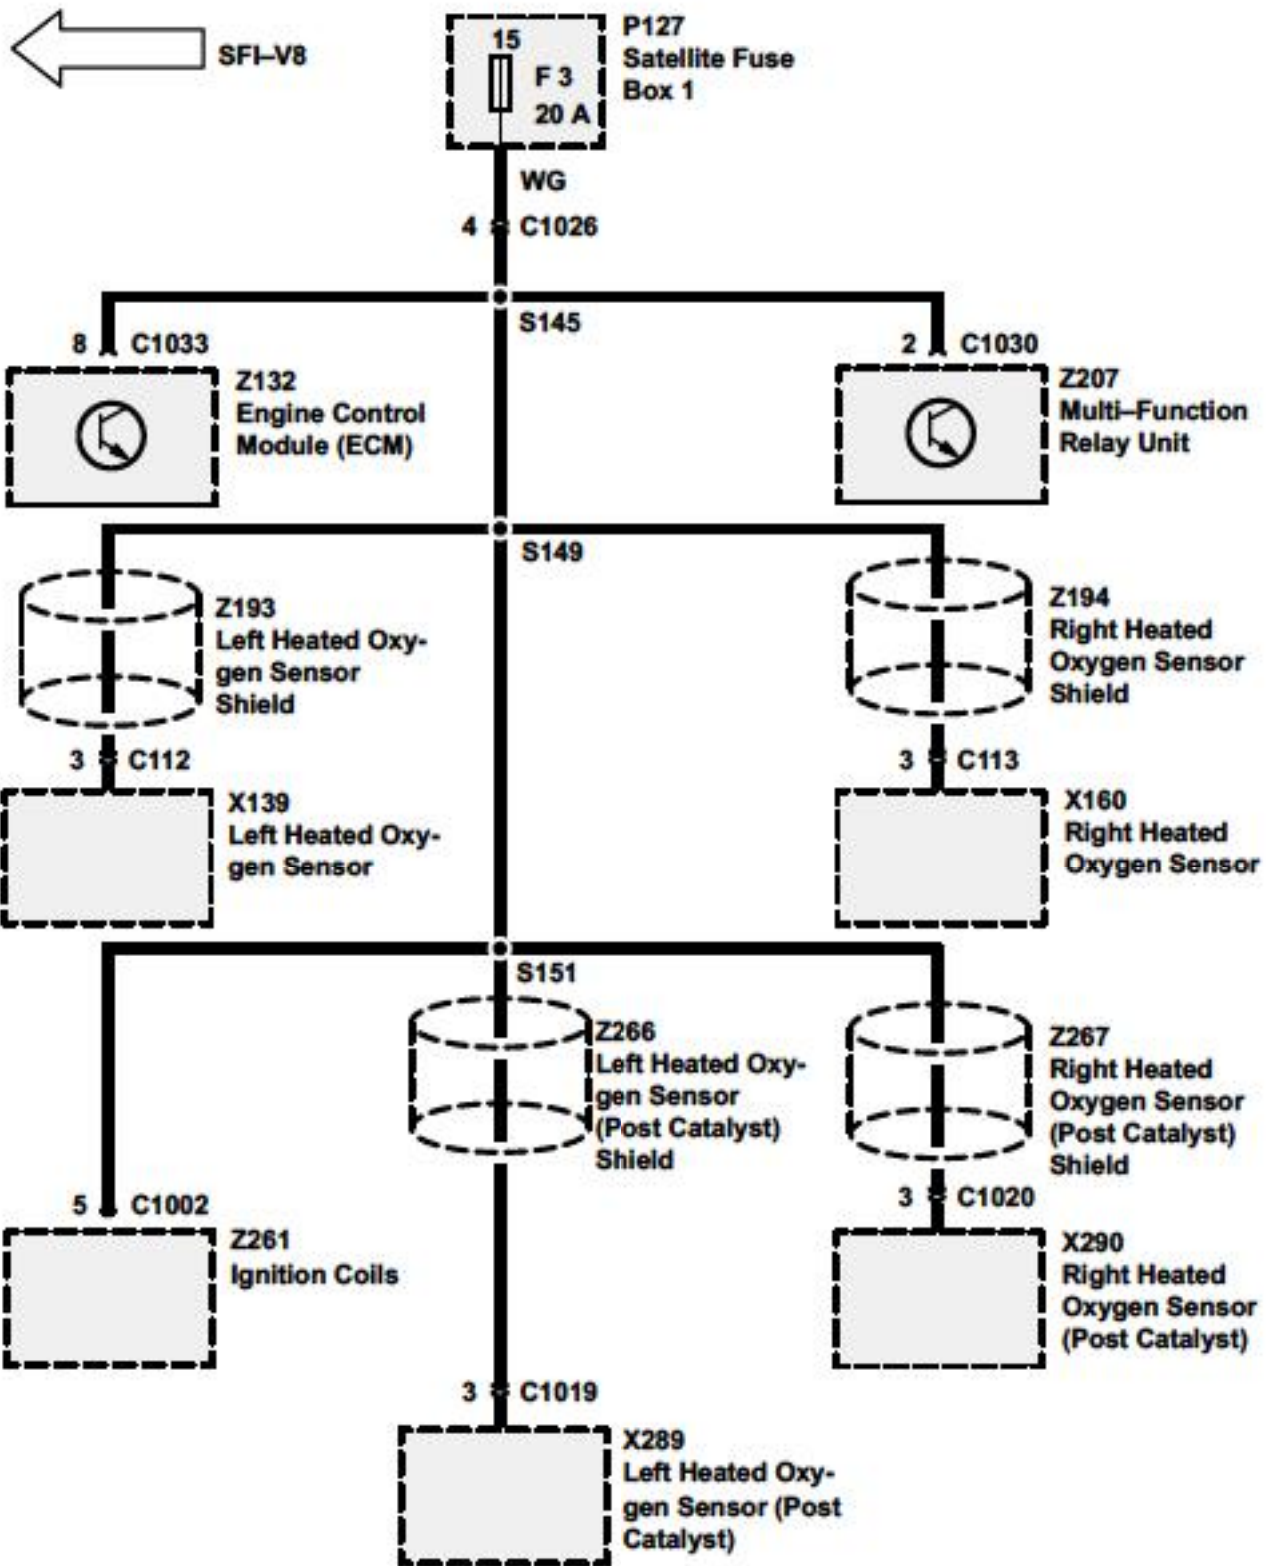 SFI–V8
15
F 3
20 A
P127
Satellite Fuse
Box 1
WG
4 C1026
S145
8 C1033
2 C1030
Z132
Engine Control
Module (ECM)
Z207
Multi–Function
Relay Unit
S149
Z193
Left Heated Oxy-
gen Sensor
Shield
Z194
Right Heated
Oxygen Sensor
Shield
3 C112
3 C113
X139
Left Heated Oxy-
gen Sensor
X160
Right Heated
Oxygen Sensor
S151
Z266
Left Heated Oxy-
gen Sensor
(Post Catalyst)
Shield
Z267
Right Heated
Oxygen Sensor
(Post Catalyst)
Shield
5 C1002
3 C1020
Z261
Ignition Coils
X290
Right Heated
Oxygen Sensor
(Post Catalyst)
3 C1019
X289
Left Heated Oxy-
gen Sensor (Post
Catalyst)